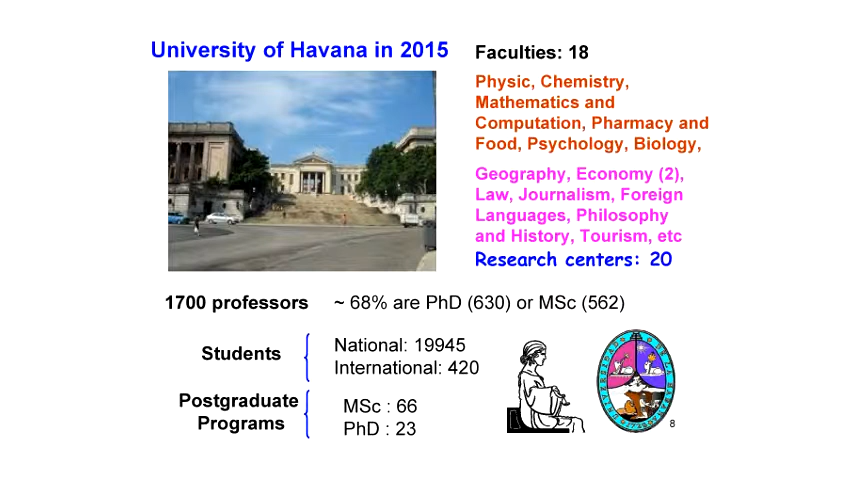 University of Havana in 2015
Faculties: 18
Physic, Chemistry,
Mathematics and
Computation, Pharmacy and
Food, Psychology, Biology,
Geography, Economy (2),
Law, Journalism, Foreign
Languages, Philosophy
and History, Tourism, etc
Research centers: 20
1700 professors ~ 68% are PhD (630) or MSc (562)
Students
National: 19945
International: 420
Postgraduate
Programs
MSc : 66
PhD : 23
8